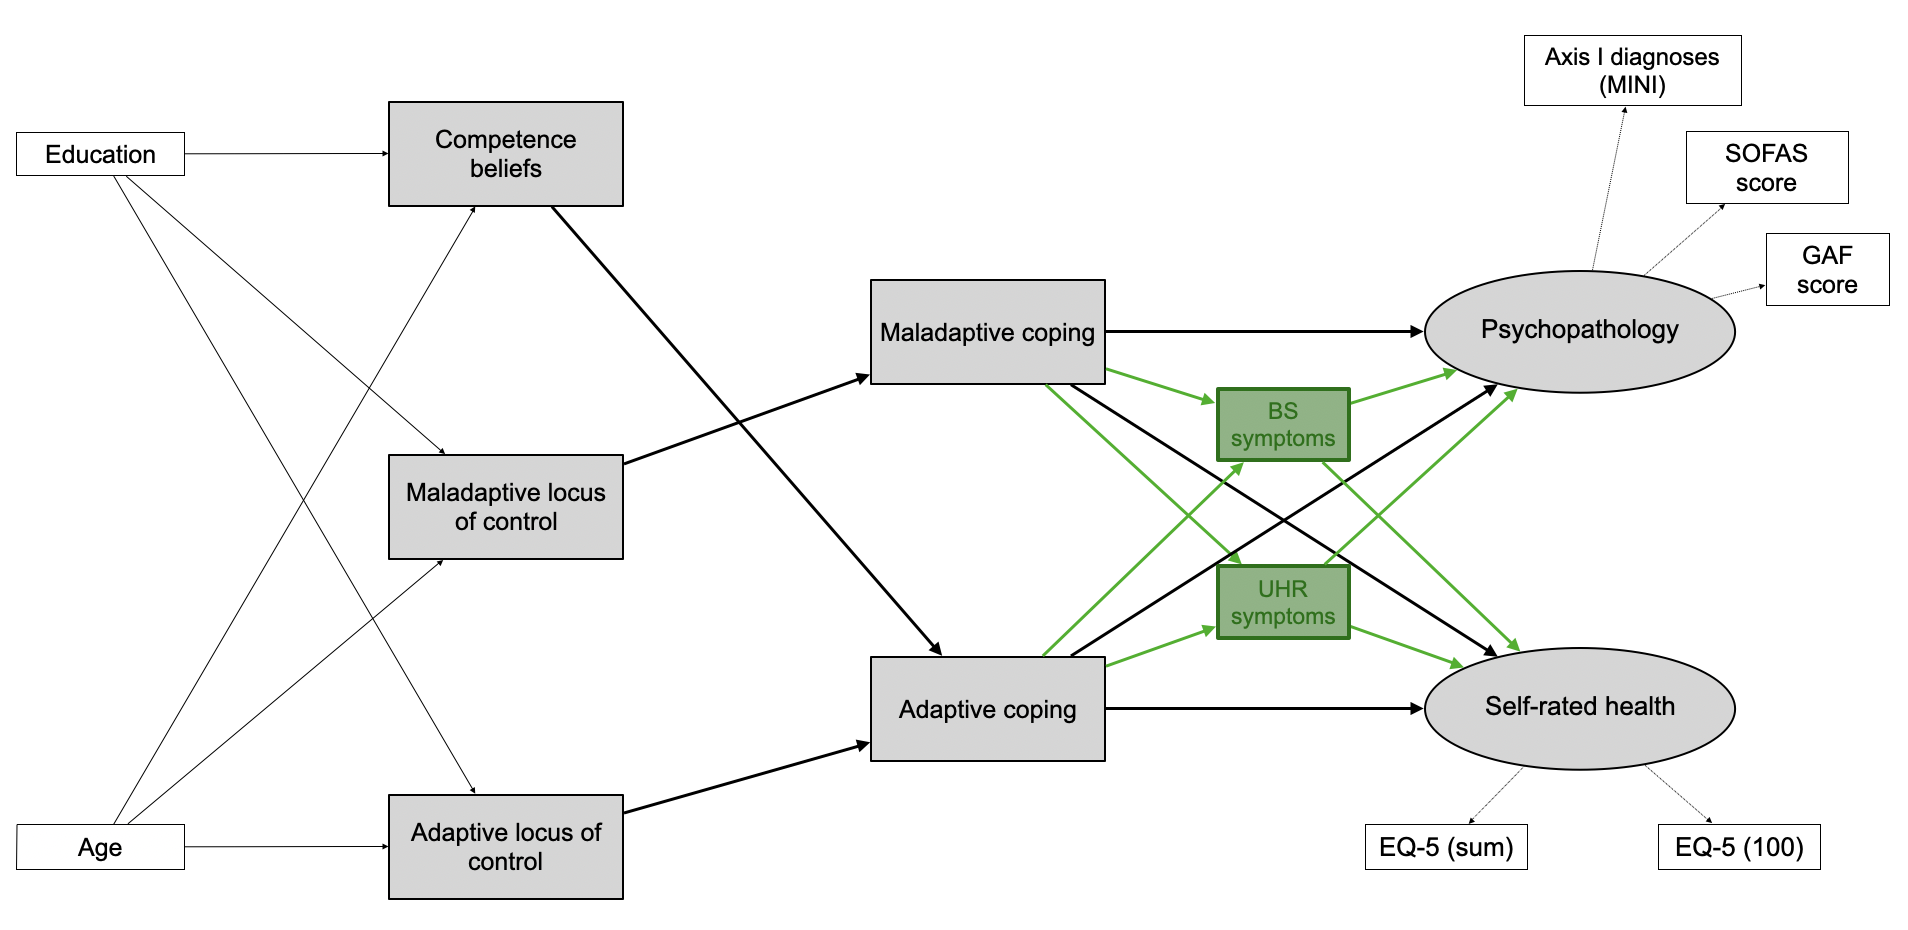 Axis I diagnoses
(MINI)
Education
Competence
beliefs
SOFAS
score
GAF
score
Maladaptive coping
Psychopathology
BS
symptoms
Maladaptive locus
of control
UHR
symptoms
Adaptive coping
Self-rated health
Age
Adaptive locus of
control
EQ-5 (sum)
EQ-5 (100)